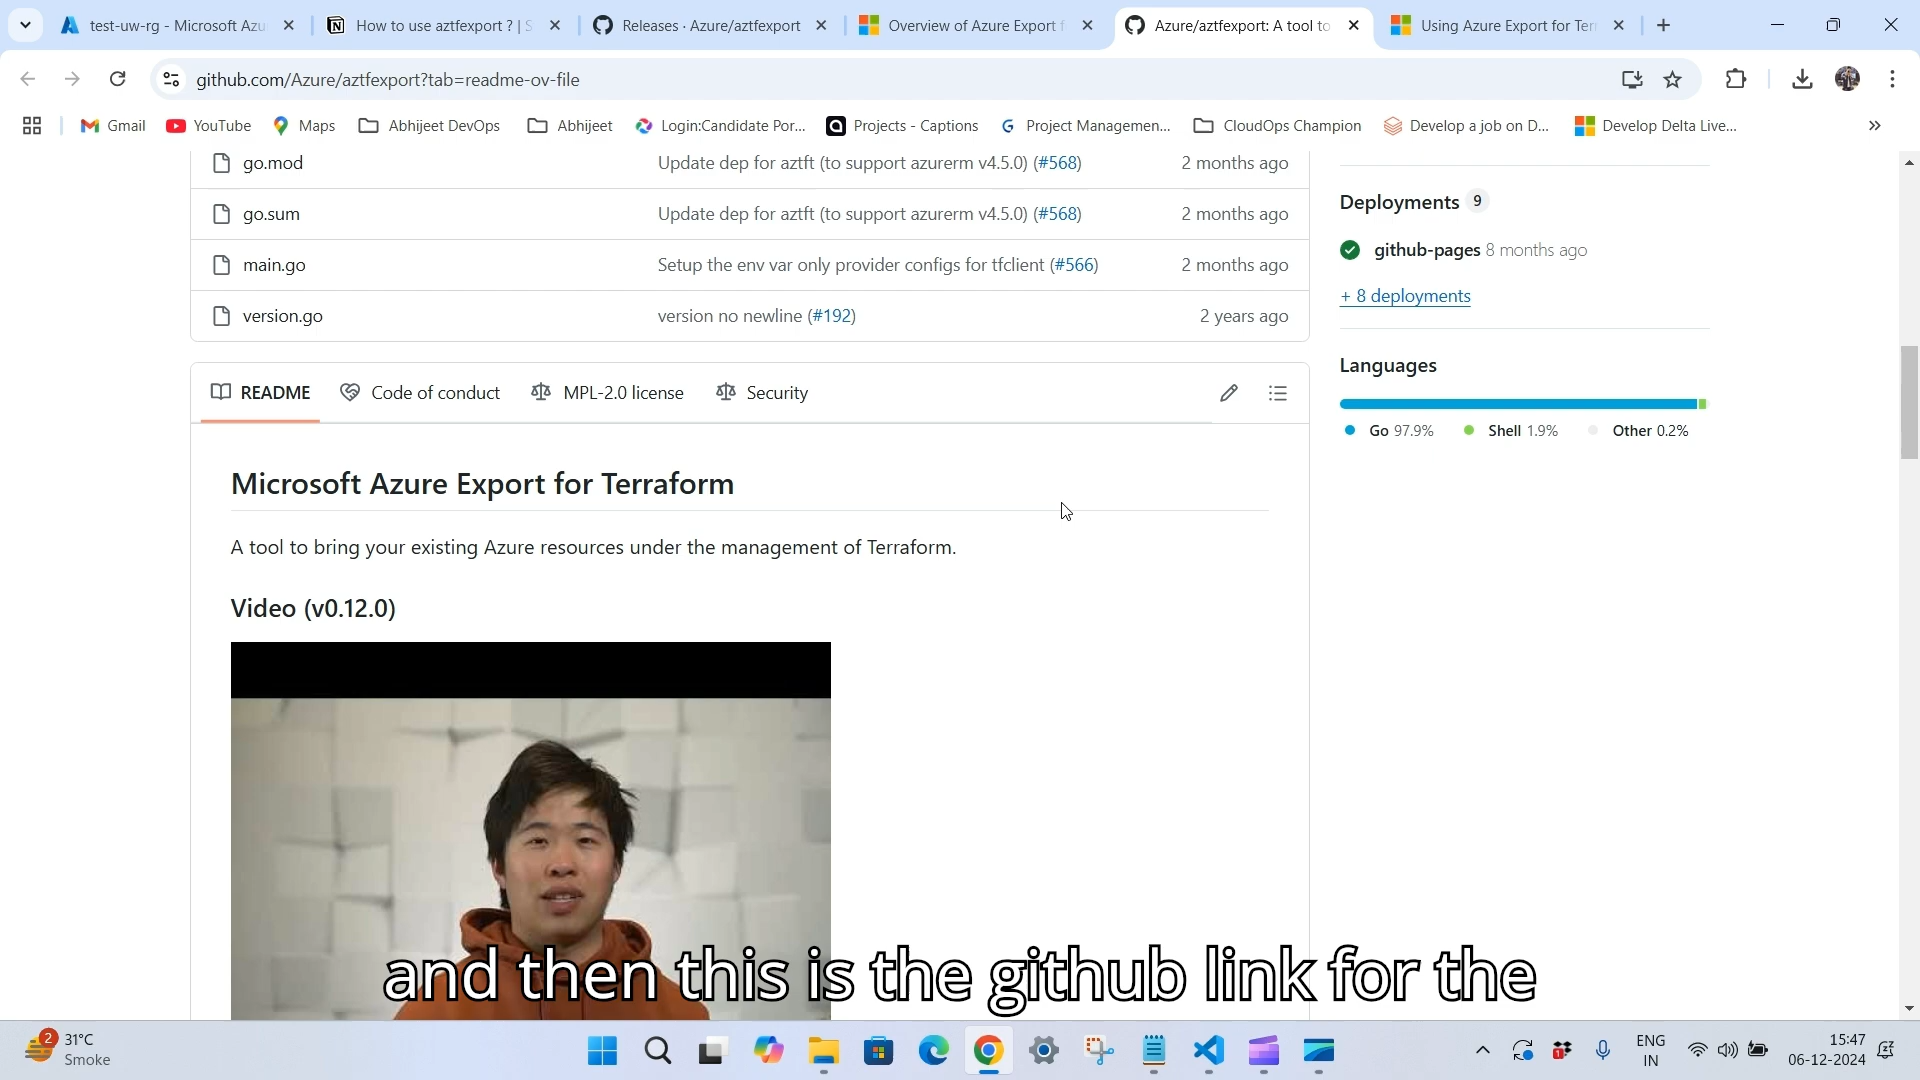 test-uw-rg - Microsoft Azu
How to use aztfexport ? | S
Releases · Azure/aztfexport
Overview of Azure Export f
Azure/aztfexport: A tool to
Using Azure Export for Ter
github.com/Azure/aztfexport?tab=readme-ov-file
Gmail
YouTube
Maps
Abhijeet DevOps
Abhijeet
Login:Candidate Por...
Projects - Captions
Project Managemen...
CloudOps Champion
Develop a job on D...
Develop Delta Live...
go.mod
Update dep for aztft (to support azurerm v4.5.0) (#568)
2 months ago
go.sum
Update dep for aztft (to support azurerm v4.5.0) (#568)
2 months ago
main.go
Setup the env var only provider configs for tfclient (#566)
2 months ago
version.go
version no newline (#192)
2 years ago
Deployments 9
github-pages 8 months ago
+ 8 deployments
Languages
Go 97.9%
Shell 1.9%
Other 0.2%
README
Code of conduct
MPL-2.0 license
Security
Microsoft Azure Export for Terraform
A tool to bring your existing Azure resources under the management of Terraform.
Video (v0.12.0)
and then this is the github link for the
2
31°C
Smoke
1
ENG
IN
15:47
06-12-2024